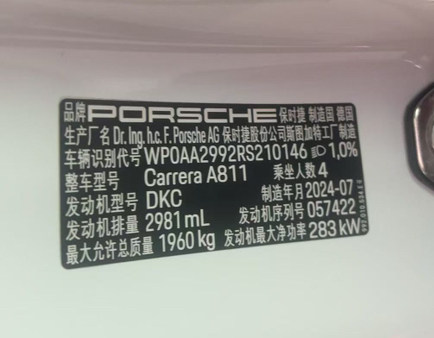 品牌 PORSCHE 保时捷 制造国 德国
生产厂名 Dr. Ing. h.c. F. Porsche AG 保时捷股份公司斯图加特工厂制造
车辆识别代号 WP0AA2992RS210146 1,0%
整车型号 Carrera A811 乘坐人数 4
发动机型号 DKC 制造年月 2024-07
发动机排量 2981 mL 发动机序列号 057422
最大允许总质量 1960 kg 发动机最大净功率 283 kW